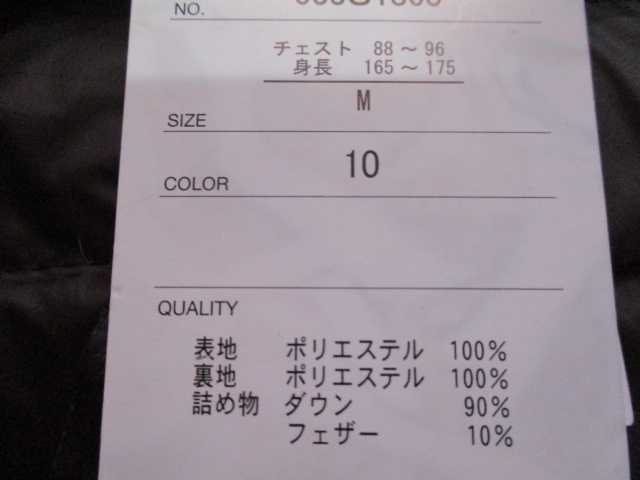 NO.
チェスト 88～96
身長 165～175
M
SIZE
10
COLOR
QUALITY
表地 ポリエステル 100%
裏地 ポリエステル 100%
詰め物 ダウン 90%
フェザー 10%